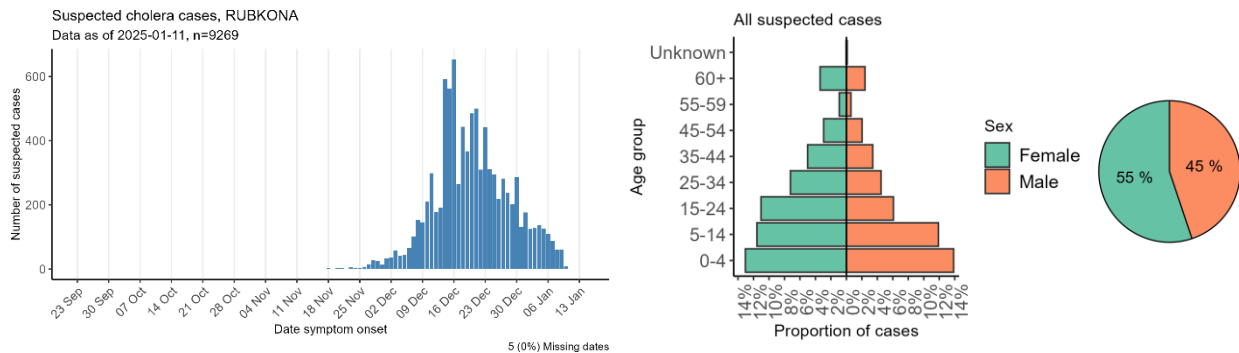 Suspected cholera cases, RUBKONA
Data as of 2025-01-11, n=9269
Number of suspected cases
600
400
200
0
23 Sep
30 Sep
07 Oct
14 Oct
21 Oct
28 Oct
04 Nov
11 Nov
18 Nov
25 Nov
02 Dec
09 Dec
16 Dec
23 Dec
30 Dec
06 Jan
13 Jan
Date symptom onset
5 (0%) Missing dates
All suspected cases
Age group
Unknown
60+
55-59
45-54
35-44
25-34
15-24
5-14
0-4
14%
12%
10%
8%
6%
4%
2%
0%
2%
4%
6%
8%
10%
12%
14%
Proportion of cases
Sex
Female
Male
55 %
45 %